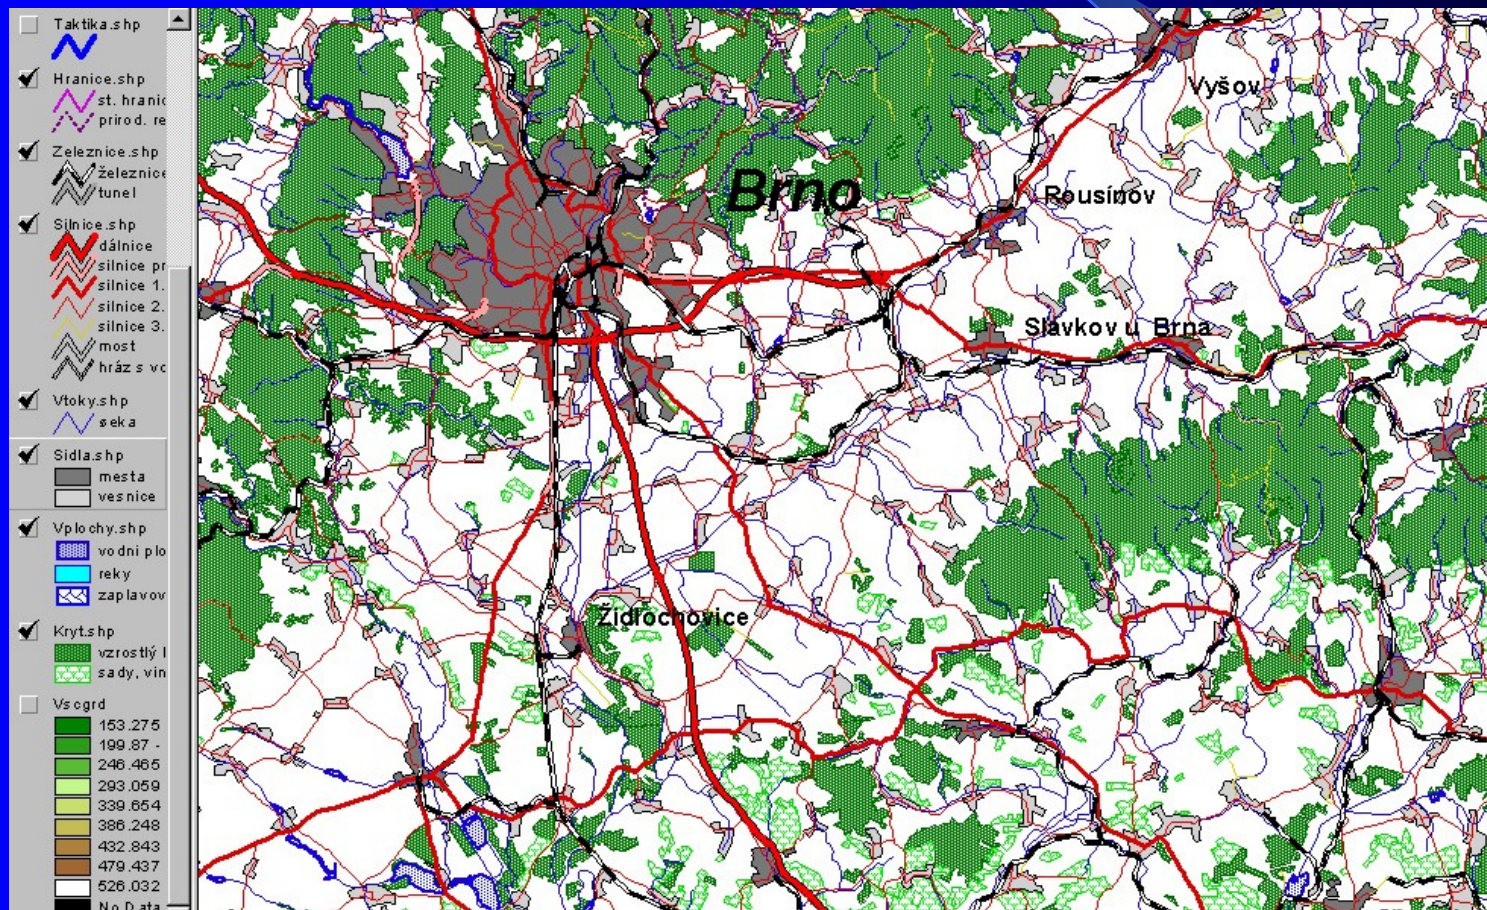 Taktika.shp
Hranice.shp
st. hranic
prirod. re
Zeleznice.shp
železnice
tunel
Silnice.shp
dálnice
silnice pr
silnice 1.
silnice 2.
silnice 3.
most
hráz s vc
Vtoky.shp
seka
Sidla.shp
mesta
vesnice
Vplochy.shp
vodni plo
reky
zaplavov
Kryt.shp
vzrostlý l
sady, vin
Vscgrd
153.275
199.87 -
246.465
293.059
339.654
386.248
432.843
479.437
526.032
No Data
Vyšov
Brno
Rousínov
Slavkov u Brna
Židlochovice